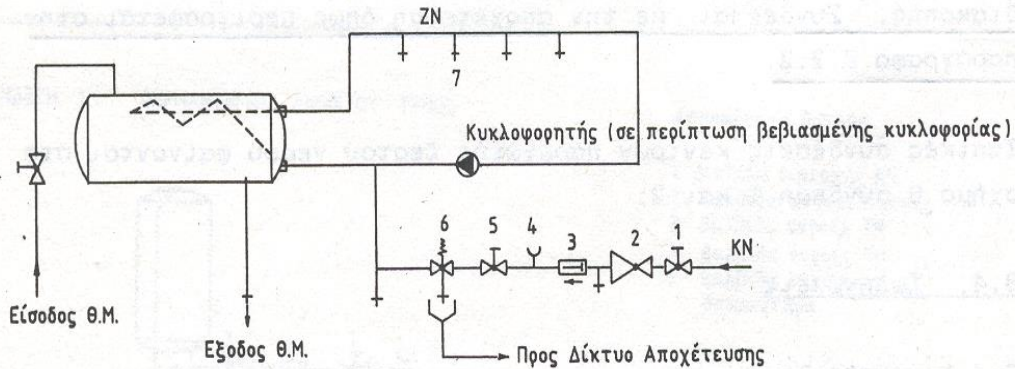 ZN
7
Κυκλοφορητής (σε περίπτωση βεβιασμένης κυκλοφορίας)
6 5 4 3 2 1
KN
Είσοδος Θ.Μ.
Εξοδος Θ.Μ.
Προς Δίκτυο Αποχέτευσης